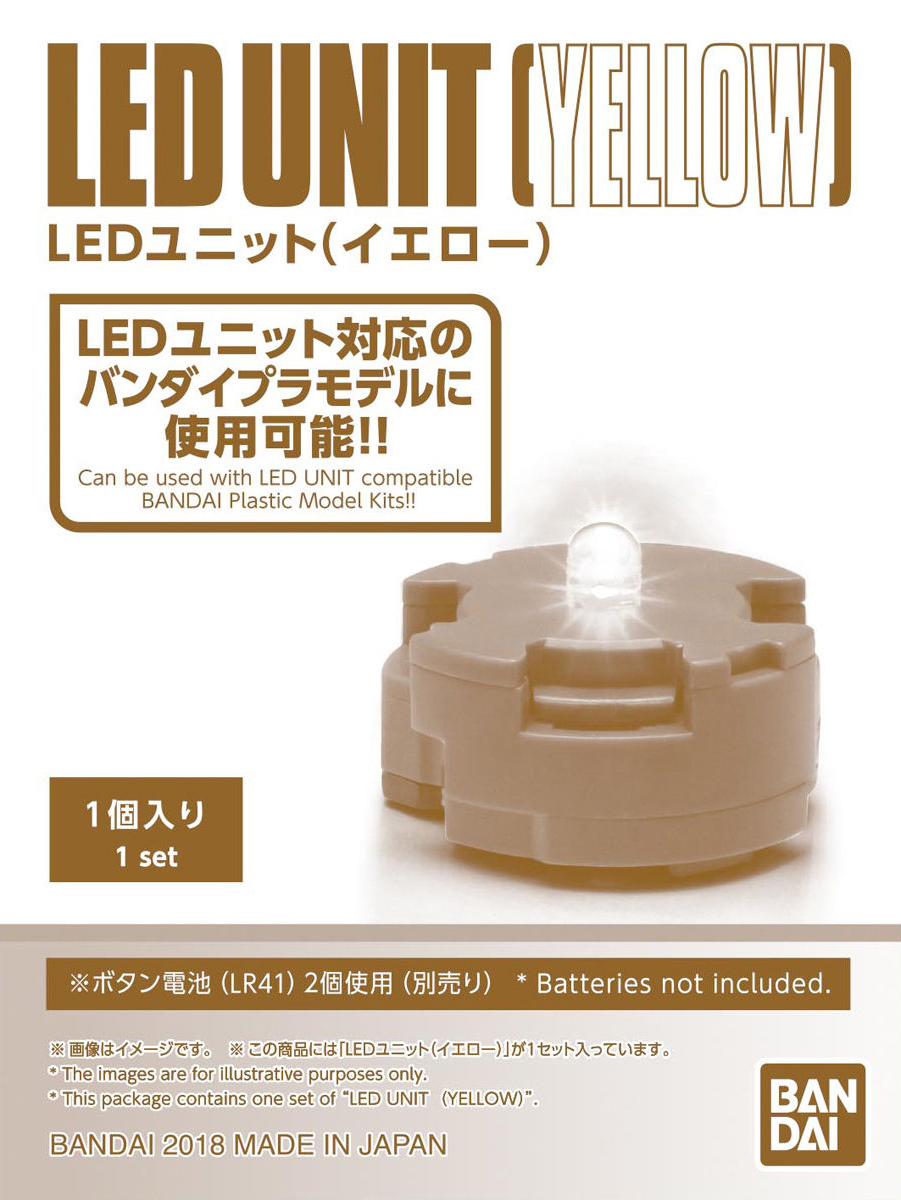 LED UNIT (YELLOW)
LEDユニット(イエロー)
LEDユニット対応の
バンダイプラモデルに
使用可能!!
Can be used with LED UNIT compatible
BANDAI Plastic Model Kits!!
1個入り
1 set
※ボタン電池(LR41)2個使用(別売り) * Batteries not included.
※ 画像はイメージです。 ※ この商品には「LEDユニット(イエロー)」が1セット入っています。
* The images are for illustrative purposes only.
* This package contains one set of “LED UNIT (YELLOW)”.
BANDAI 2018 MADE IN JAPAN
BAN
DAI